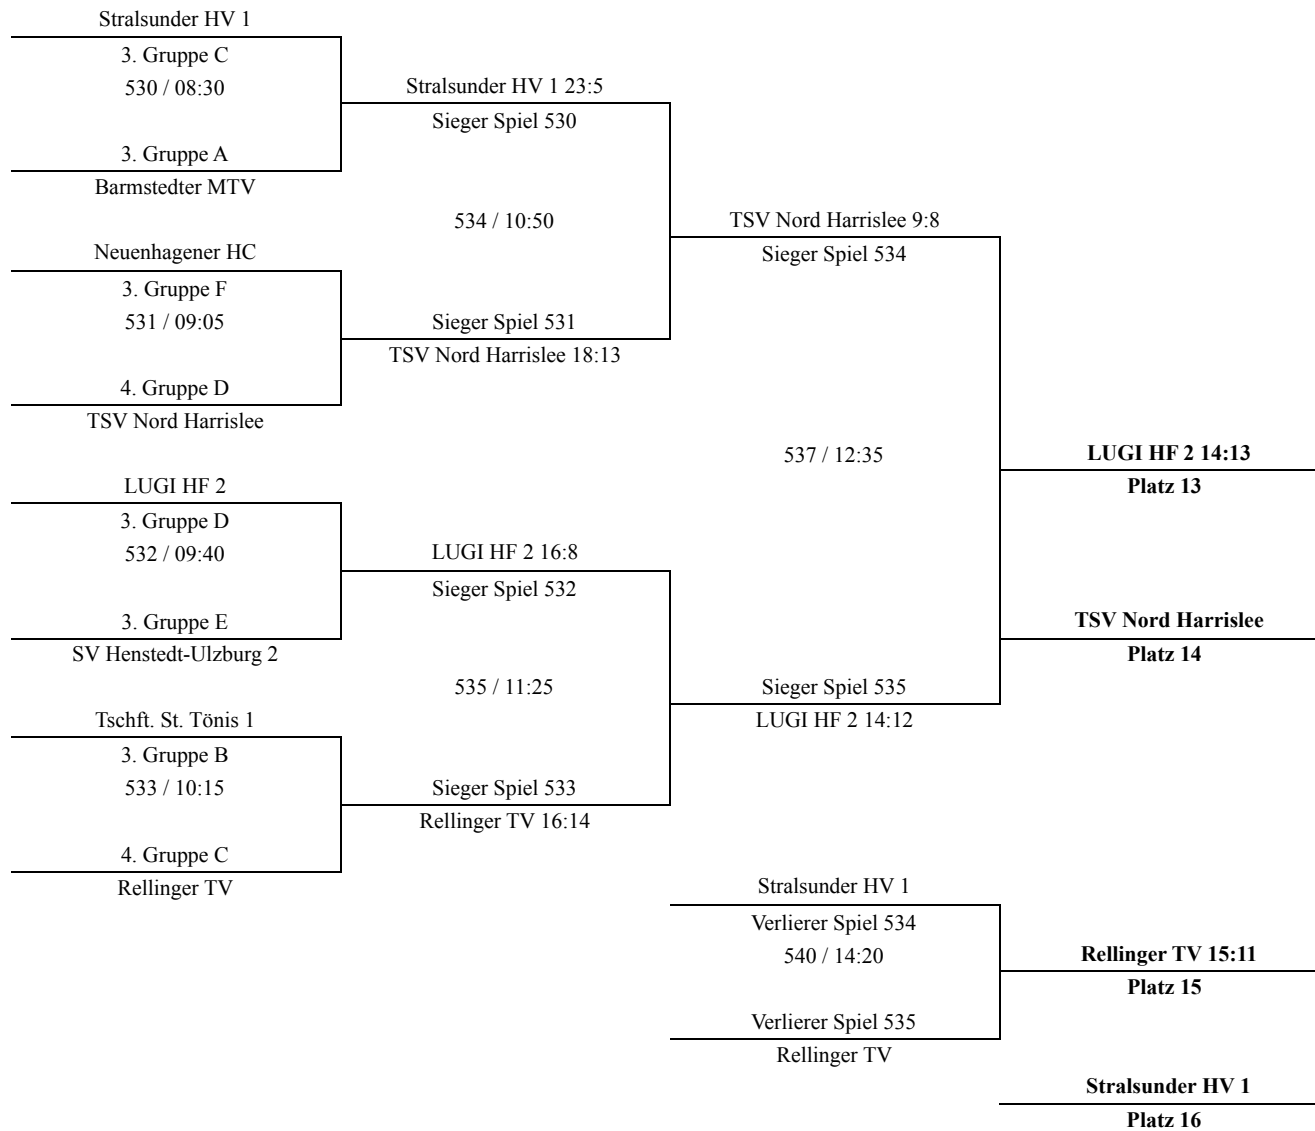 Stralsunder HV 1
3. Gruppe C
530 / 08:30
3. Gruppe A
Barmstedter MTV
Stralsunder HV 1 23:5
Sieger Spiel 530
534 / 10:50
Neuenhagener HC
3. Gruppe F
531 / 09:05
4. Gruppe D
TSV Nord Harrislee
Sieger Spiel 531
TSV Nord Harrislee 18:13
TSV Nord Harrislee 9:8
Sieger Spiel 534
537 / 12:35
LUGI HF 2 14:13
Platz 13
LUGI HF 2
3. Gruppe D
532 / 09:40
3. Gruppe E
SV Henstedt-Ulzburg 2
LUGI HF 2 16:8
Sieger Spiel 532
535 / 11:25
TSV Nord Harrislee
Platz 14
Tschft. St. Tönis 1
3. Gruppe B
533 / 10:15
4. Gruppe C
Rellinger TV
Sieger Spiel 533
Rellinger TV 16:14
Sieger Spiel 535
LUGI HF 2 14:12
Stralsunder HV 1
Verlierer Spiel 534
540 / 14:20
Verlierer Spiel 535
Rellinger TV
Rellinger TV 15:11
Platz 15
Stralsunder HV 1
Platz 16